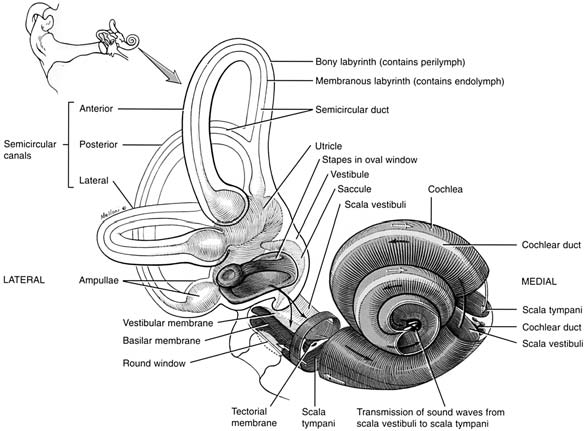 Bony labyrinth (contains perilymph)
Membranous labyrinth (contains endolymph)
Anterior
Semicircular duct
Semicircular
canals
Posterior
Utricle
Stapes in oval window
Lateral
Vestibule
Saccule
Cochlea
Scala vestibuli
Cochlear duct
LATERAL
Ampullae
MEDIAL
Scala tympani
Vestibular membrane
Cochlear duct
Basilar membrane
Scala vestibuli
Round window
Tectorial
membrane
Scala
tympani
Transmission of sound waves from
scala vestibuli to scala tympani